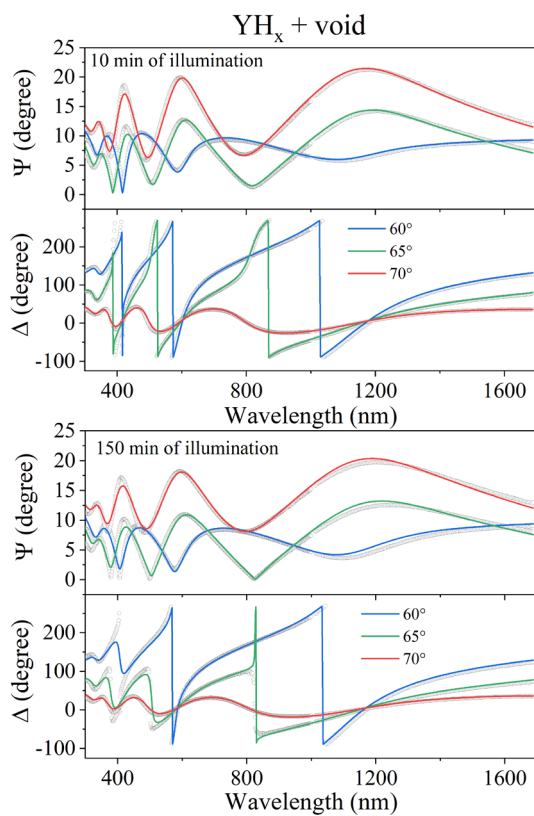 YHx + void
10 min of illumination
Ψ (degree)
25
20
15
10
5
0
Δ (degree)
200
100
0
-100
60°
65°
70°
400 800 1200 1600
Wavelength (nm)
150 min of illumination
Ψ (degree)
25
20
15
10
5
0
Δ (degree)
200
100
0
-100
60°
65°
70°
400 800 1200 1600
Wavelength (nm)